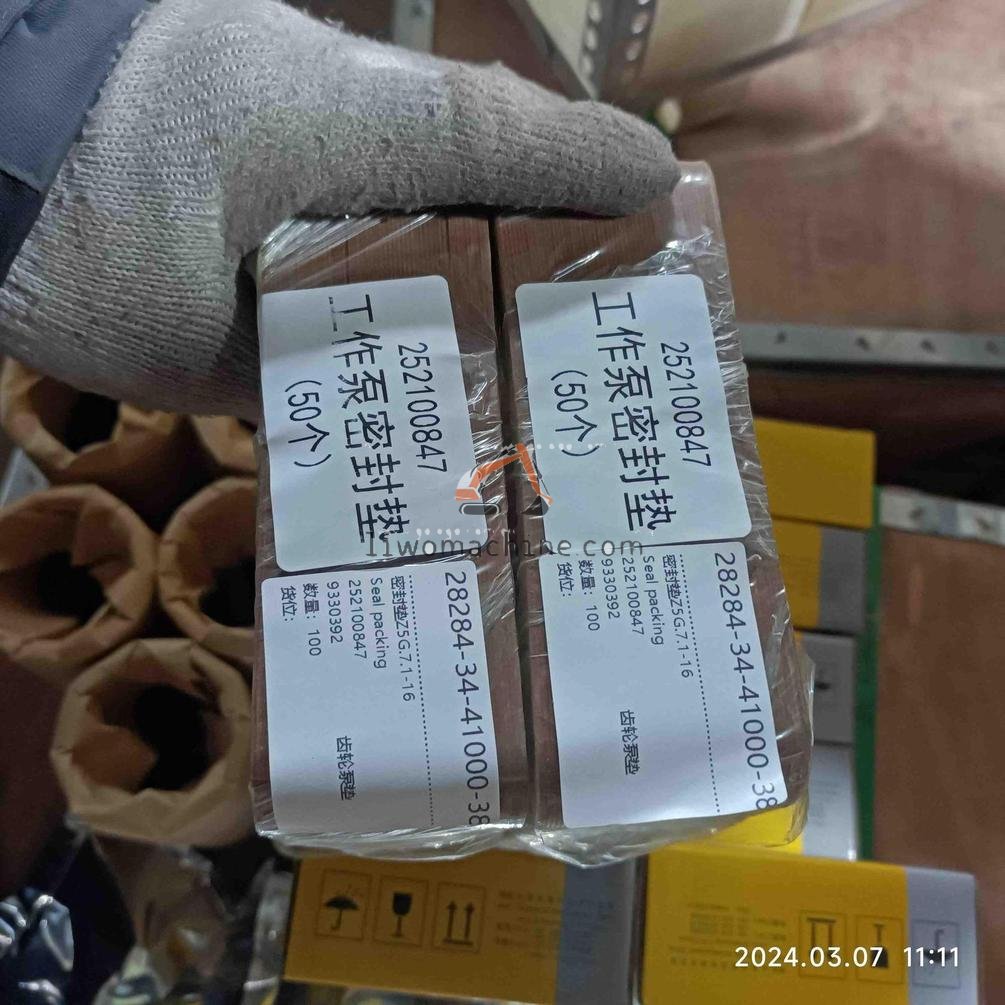 252100847
工作泵密封垫
(50个)
252100847
工作泵密封垫
(50个)
28284-34-41000-38
密封垫Z5G.7.1-16
Seal packing
252100847
9330392
数量: 100
货位:
齿轮泵垫
28284-34-41000-38
密封垫Z5G.7.1-16
Seal packing
252100847
9330392
数量: 100
货位:
齿轮泵垫
liwomachine.com
2024.03.07 11:11